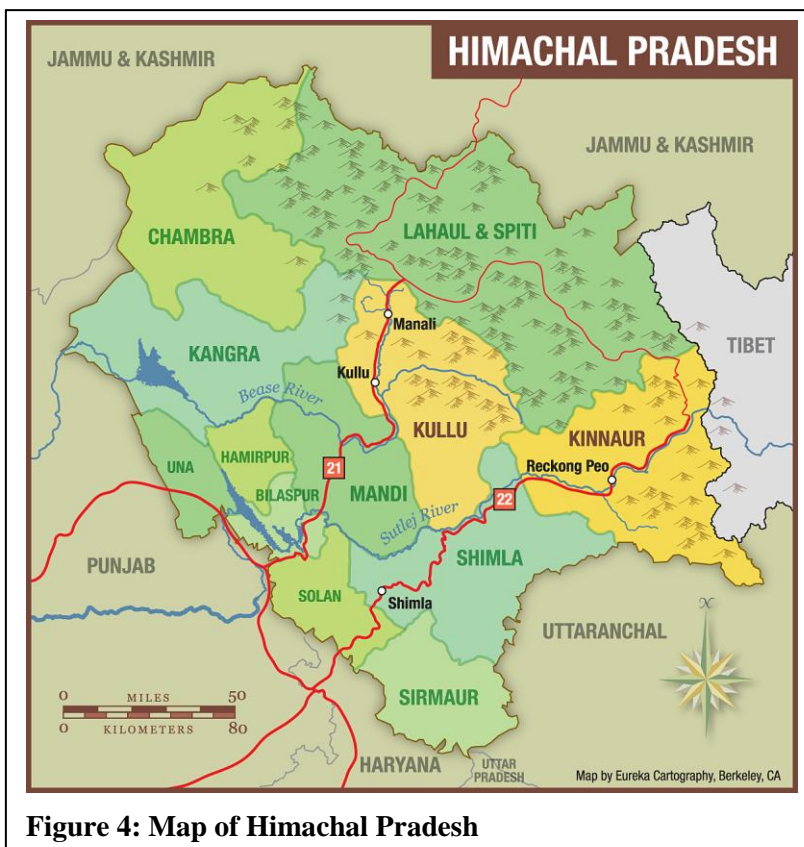 HIMACHAL PRADESH
JAMMU & KASHMIR
JAMMU & KASHMIR
CHAMBRA
LAHAUL & SPITI
Manali
TIBET
KANGRA
Kullu
Bease River
KULLU
KINNAUR
HAMIRPUR
UNA
21
Reckong Peo
BILASPUR
MANDI
22
Sutlej River
PUNJAB
SHIMLA
SOLAN
Shimla
UTTARANCHAL
N
SIRMAUR
0 MILES 50
0 KILOMETERS 80
HARYANA
UTTAR
PRADESH
Map by Eureka Cartography, Berkeley, CA
Figure 4: Map of Himachal Pradesh